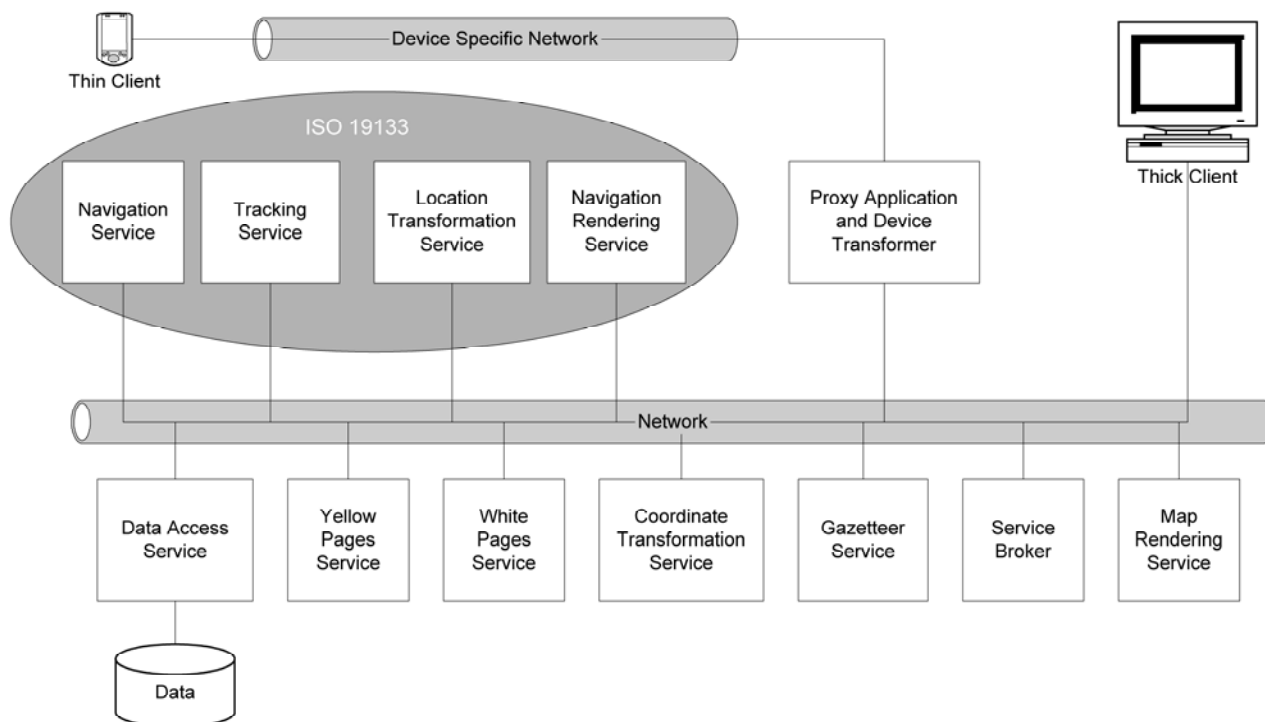 Device Specific Network
Thin Client
ISO 19133
Navigation
Service
Tracking
Service
Location
Transformation
Service
Navigation
Rendering
Service
Proxy Application
and Device
Transformer
Thick Client
Network
Data Access
Service
Yellow
Pages
Service
White
Pages
Service
Coordinate
Transformation
Service
Gazetteer
Service
Service
Broker
Map
Rendering
Service
Data